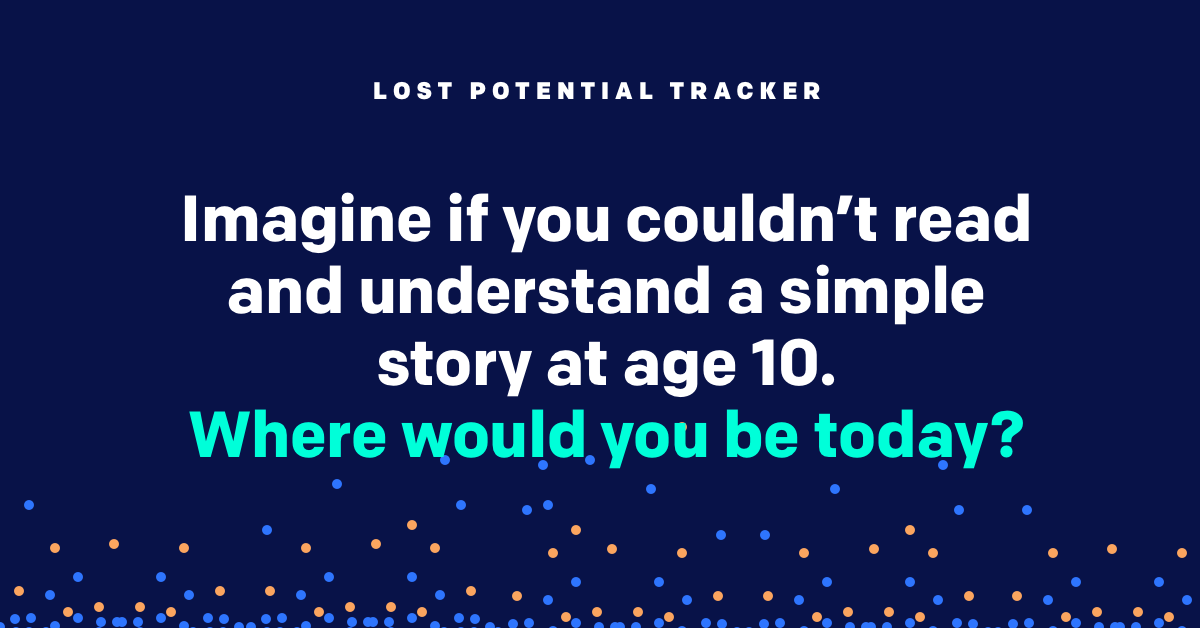 LOST POTENTIAL TRACKER
Imagine if you couldn’t read
and understand a simple
story at age 10.
Where would you be today?